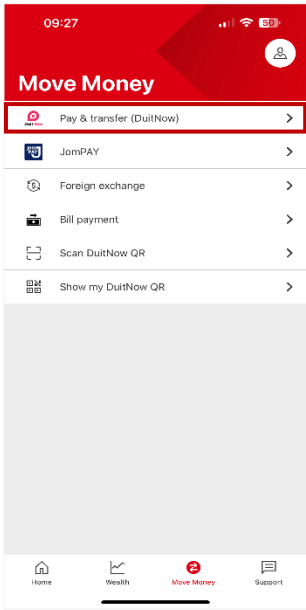 09:27
50
Move Money
Pay & transfer (DuitNow)
JomPAY
Foreign exchange
Bill payment
Scan DuitNow QR
Show my DuitNow QR
Home
Wealth
Move Money
Support